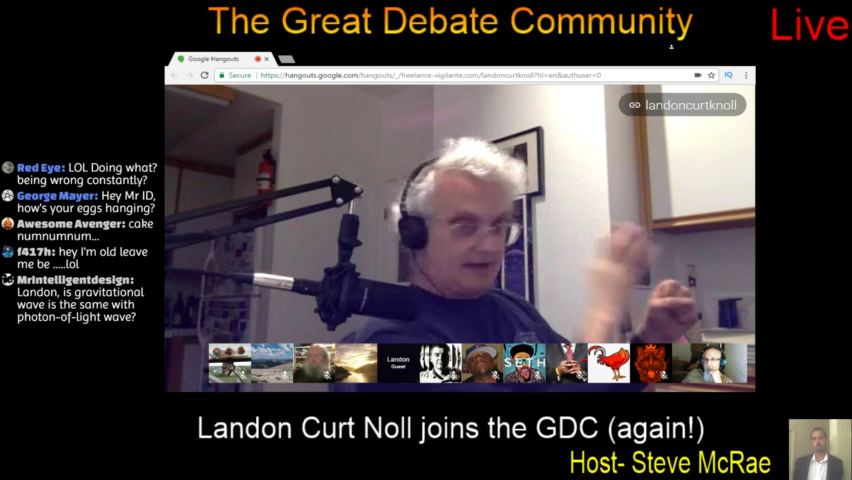 The Great Debate Community
Live
Google Hangouts
Secure
https://hangouts.google.com/hangouts/_/freelance-vigilante.com/landoncurtknoll?hl=en&authuser=0
IQ
landoncurtknoll
Red Eye: LOL Doing what?
being wrong constantly?
George Mayer: Hey Mr ID,
how's your eggs hanging?
Awesome Avenger: cake
numnumnum...
f417h: hey I'm old leave
me be .....lol
MrIntelligentdesign:
Landon, is gravitational
wave is the same with
photon-of-light wave?
Landon
Guest
SETH
Landon Curt Noll joins the GDC (again!)
Host- Steve McRae